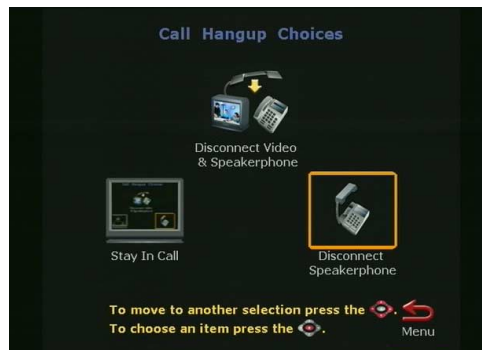 Call Hangup Choices
Disconnect Video
& Speakerphone
Stay In Call
Disconnect
Speakerphone
To move to another selection press the .
To choose an item press the .
Menu